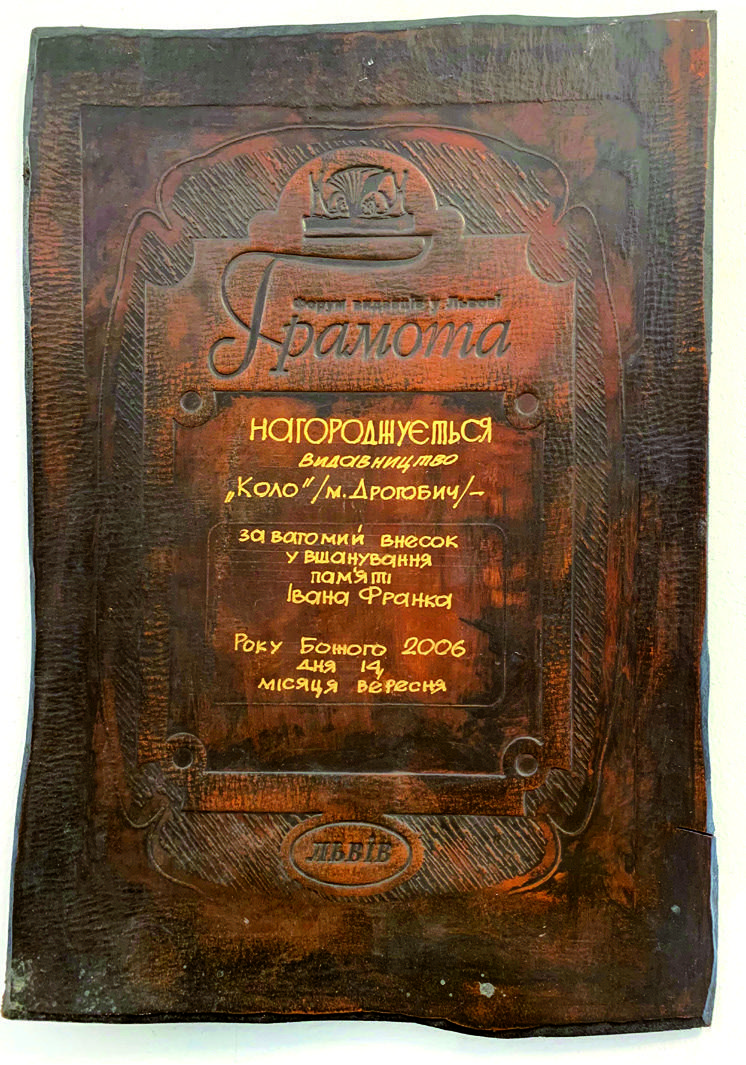 Форум видавців у Львові
Грамота
НАГОРОДЖУЄТЬСЯ
видавництво
„Коло"/м. Дрогобич/–
за вагомий внесок
у вшанування
пам'яті
Івана Франка
Року Божого 2006
дня 14,
місяця вересня
ЛЬВІВ